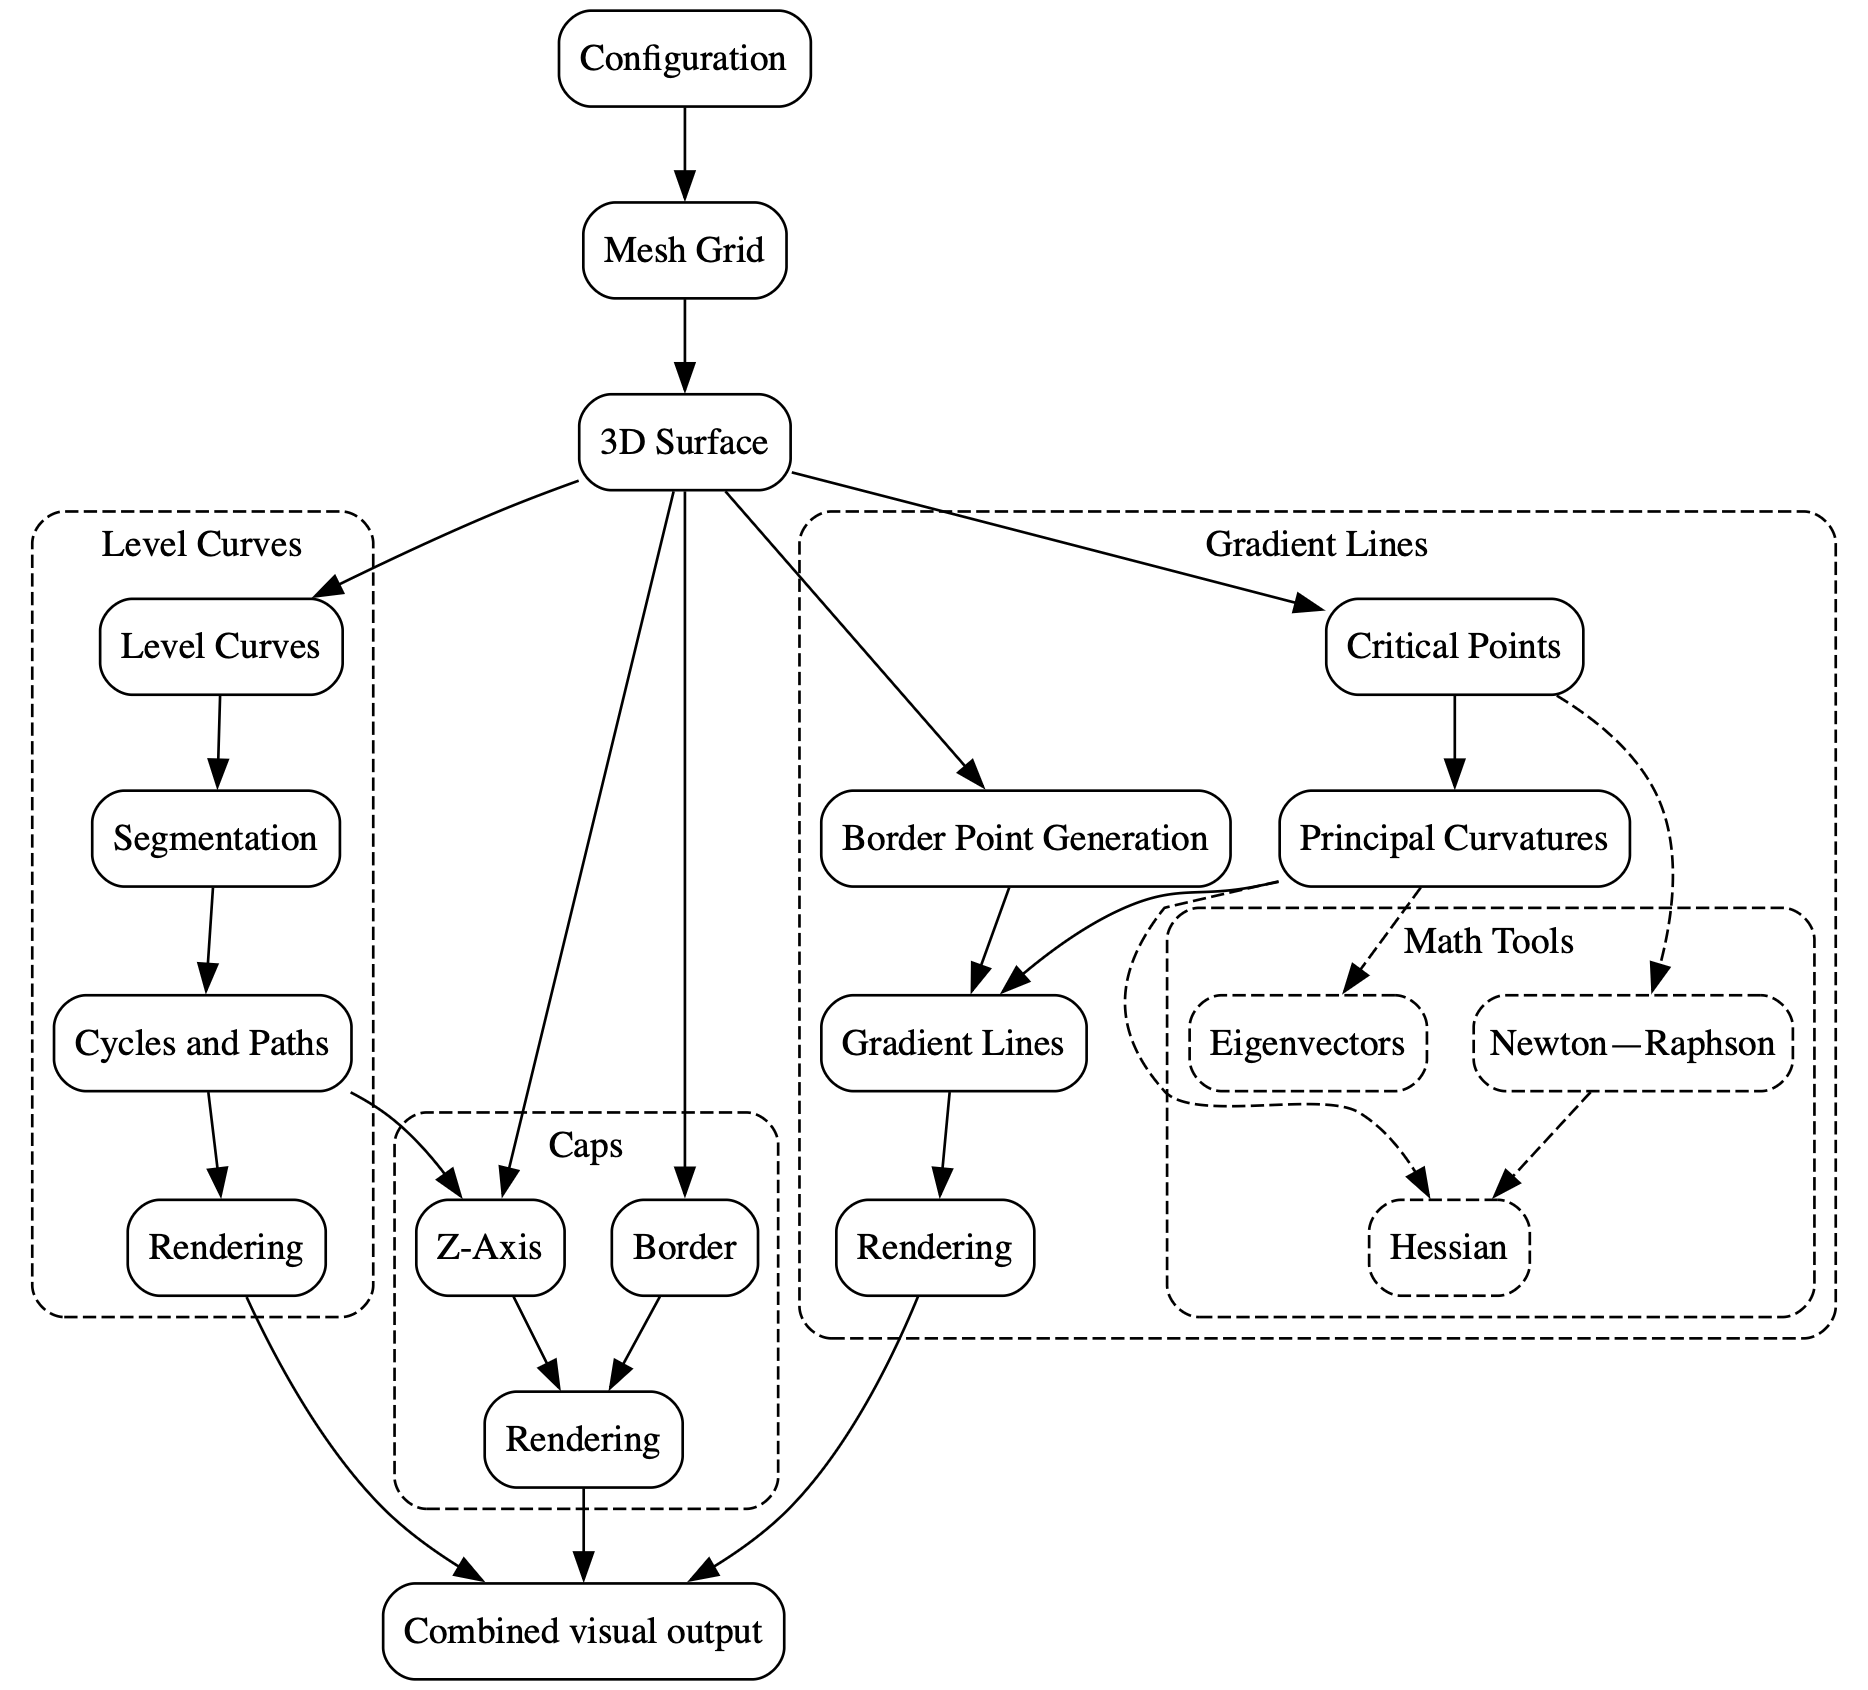 Configuration
Mesh Grid
3D Surface
Level Curves
Gradient Lines
Level Curves
Critical Points
Segmentation
Border Point Generation
Principal Curvatures
Math Tools
Cycles and Paths
Gradient Lines
Eigenvectors
Newton—Raphson
Caps
Rendering
Z-Axis
Border
Rendering
Hessian
Rendering
Combined visual output